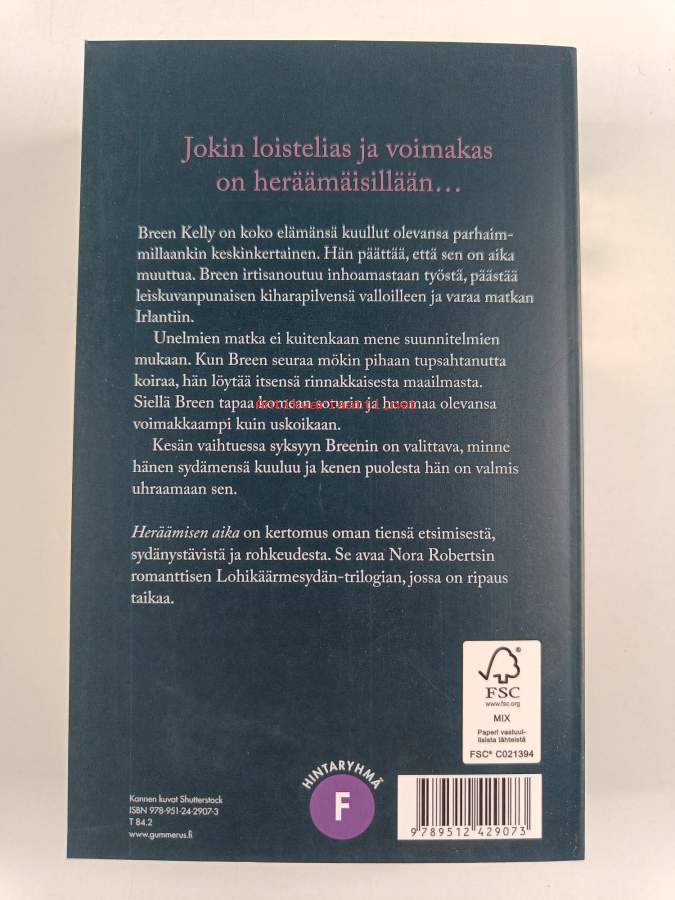 Jokin loistelias ja voimakas
on heräämäisillään…
Breen Kelly on koko elämänsä kuullut olevansa parhaim-
millaankin keskinkertainen. Hän päättää, että sen on aika
muuttua. Breen irtisanoutuu inhoamastaan työstä, päästää
leiskuvanpunaisen kiharapilvensä valloilleen ja varaa matkan
Irlantiin.
Unelmien matka ei kuitenkaan mene suunnitelmien
mukaan. Kun Breen seuraa mökin pihaan tupsahtanutta
koiraa, hän löytää itsensä rinnakkaisesta maailmasta.
Siellä Breen tapaa komean soturin ja huomaa olevansa
voimakkaampi kuin uskoikaan.
Kesän vaihtuessa syksyyn Breenin on valittava, minne
hänen sydämensä kuuluu ja kenen puolesta hän on valmis
uhraamaan sen.
Heräämisen aika on kertomus oman tiensä etsimisestä,
sydänystävistä ja rohkeudesta. Se avaa Nora Robertsin
romanttisen Lohikäärmesydän-trilogian, jossa on ripaus
taikaa.
FSC
www.fsc.org
MIX
Paperi vastuul-
lisista lähteistä
FSC® C021394
HINTARYHMÄ
F
Kannen kuvat Shutterstock
ISBN 978-951-24-2907-3
T 84.2
www.gummerus.fi
9 789512 429073